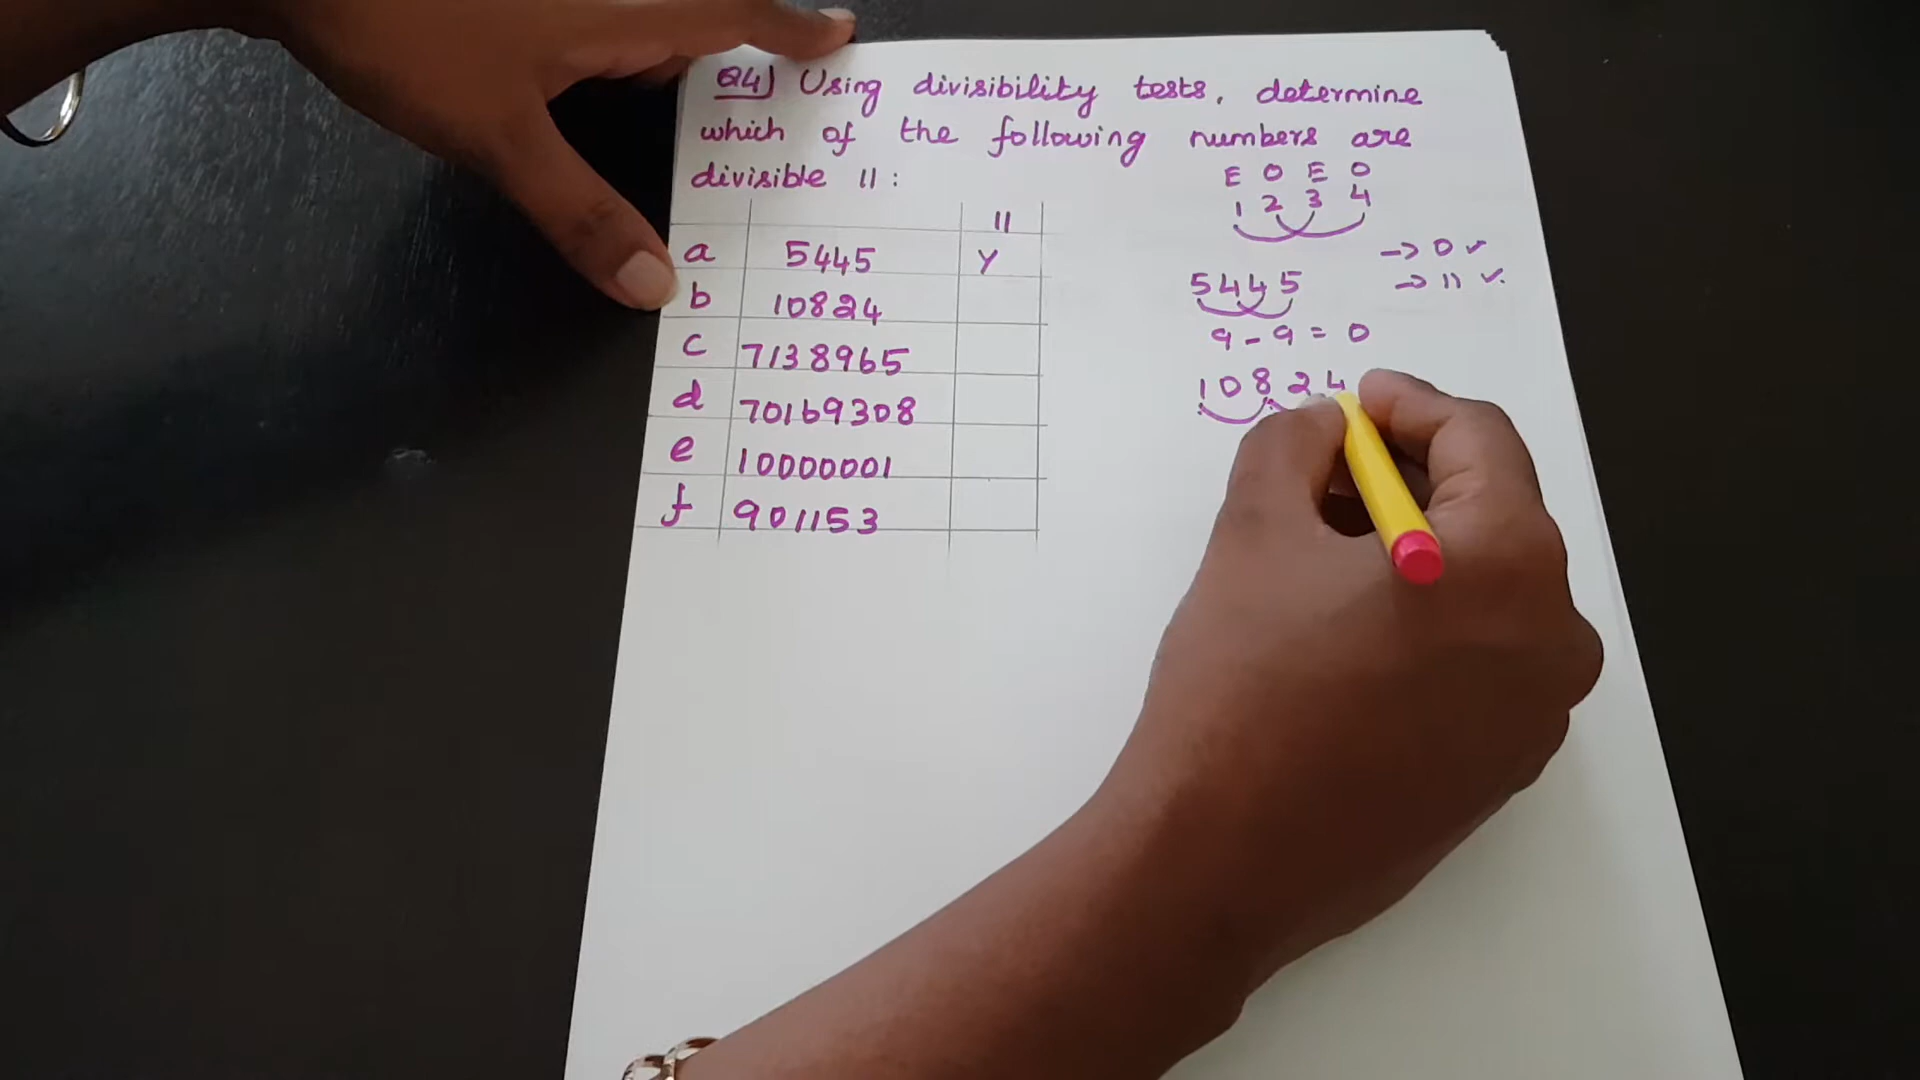 Q4) Using divisibility tests, determine
which of the following numbers are
divisible 11 :
E O E O
1 2 3 4
11
a 5445 Y
b 10824
c 7138965
d 70169308
e 10000001
f 901153
→ 0 ✓
→ 11 ✓
5445
9 - 9 = 0
10824